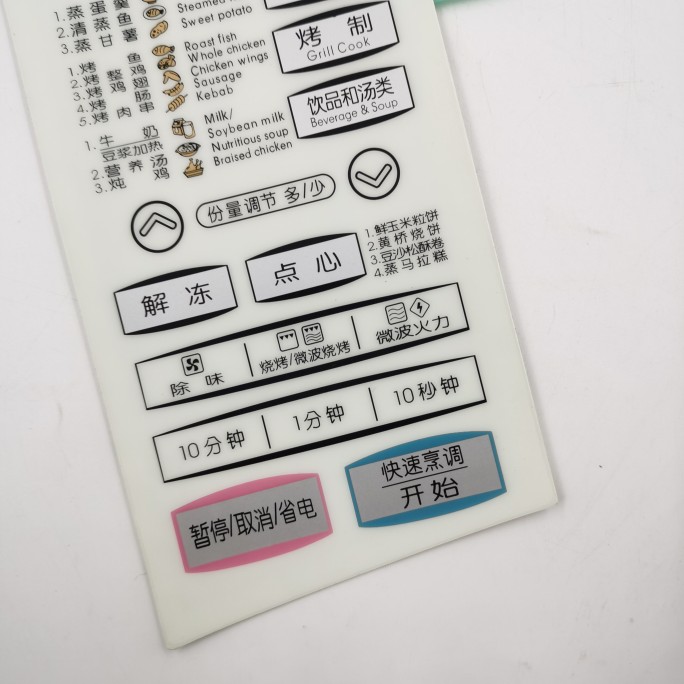 1.蒸蛋羹
2.清蒸鱼
Steamed
3.蒸甘薯
Sweet potato
烤 制
Grill Cook
1.烤 鱼
Roast fish
2.烤整鸡
Whole chicken
3.烤鸡翅
Chicken wings
4.烤 肠
Sausage
5.烤肉串
Kebab
饮品和汤类
Beverage & Soup
1.牛 奶
豆浆加热
Milk/
Soybean milk
2.营养汤
Nutritious soup
3.炖 鸡
Braised chicken
份量调节 多/少
点 心
1.鲜玉米粒饼
2.黄桥烧饼
3.豆沙松酥卷
4.蒸马拉糕
解 冻
除 味
烧烤/微波烧烤
微波火力
10分钟
1分钟
10秒钟
暂停/取消/省电
快速烹调
开始